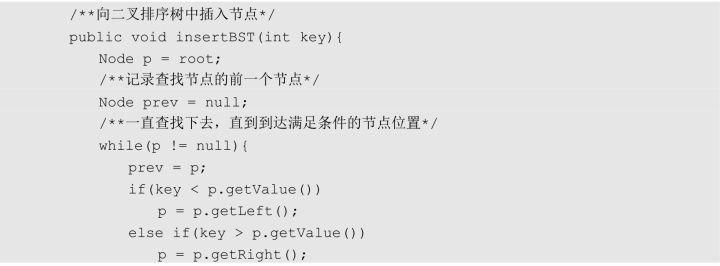 /**向二叉排序树中插入节点*/
public void insertBST(int key){
Node p = root;
/**记录查找节点的前一个节点*/
Node prev = null;
/**一直查找下去，直到到达满足条件的节点位置*/
while(p != null){
prev = p;
if(key < p.getValue())
p = p.getLeft();
else if(key > p.getValue())
p = p.getRight();